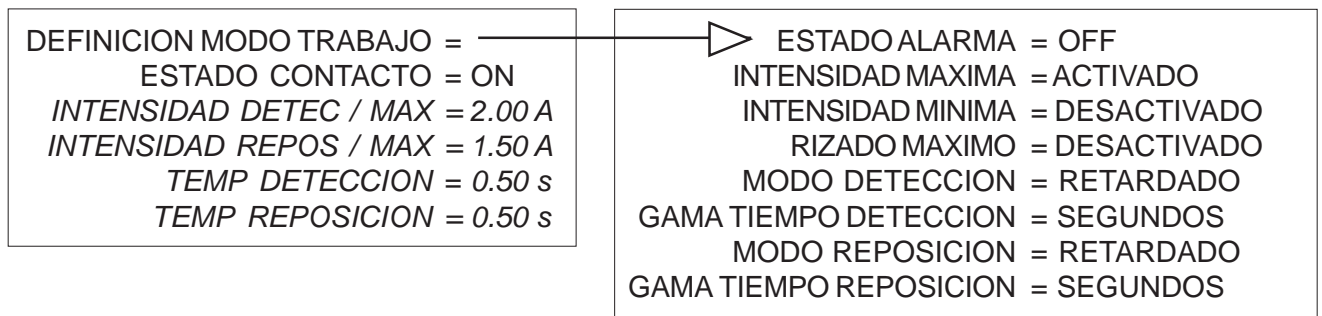 DEFINICION MODO TRABAJO =
ESTADO CONTACTO = ON
INTENSIDAD DETEC / MAX = 2.00 A
INTENSIDAD REPOS / MAX = 1.50 A
TEMP DETECCION = 0.50 s
TEMP REPOSICION = 0.50 s
ESTADO ALARMA = OFF
INTENSIDAD MAXIMA = ACTIVADO
INTENSIDAD MINIMA = DESACTIVADO
RIZADO MAXIMO = DESACTIVADO
MODO DETECCION = RETARDADO
GAMA TIEMPO DETECCION = SEGUNDOS
MODO REPOSICION = RETARDADO
GAMA TIEMPO REPOSICION = SEGUNDOS